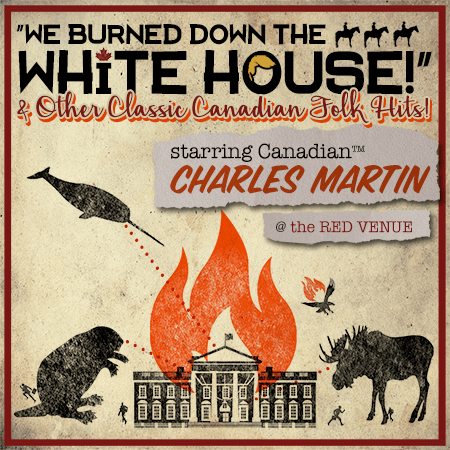 "WE BURNED DOWN THE
WHITE HOUSE!"
& Other Classic Canadian Folk Hits!
starring Canadian™
CHARLES MARTIN
@ the RED VENUE